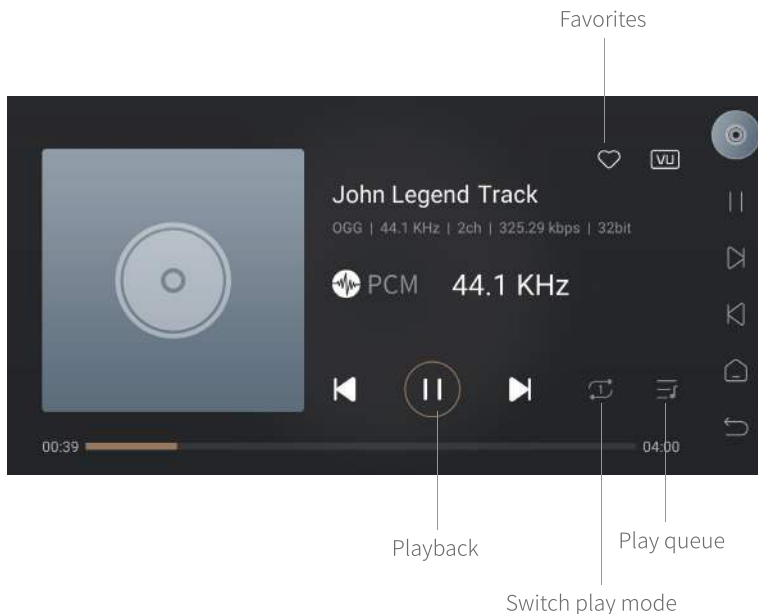 Favorites
VU
John Legend Track
OGG | 44.1 KHz | 2ch | 325.29 kbps | 32bit
PCM 44.1 KHz
1
00:39 04:00
Playback
Play queue
Switch play mode